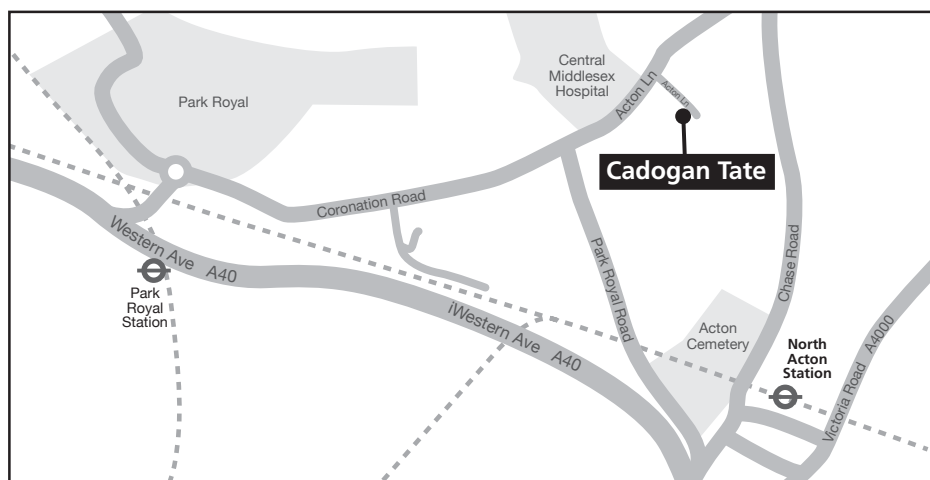 Central
Middlesex
Hospital
Park Royal
Acton Ln
Acton Ln
Cadogan Tate
Coronation Road
Western Ave A40
Park Royal Road
Chase Road
Park
Royal
Station
iWestern Ave A40
Acton
Cemetery
North
Acton
Station
Victoria Road A4000